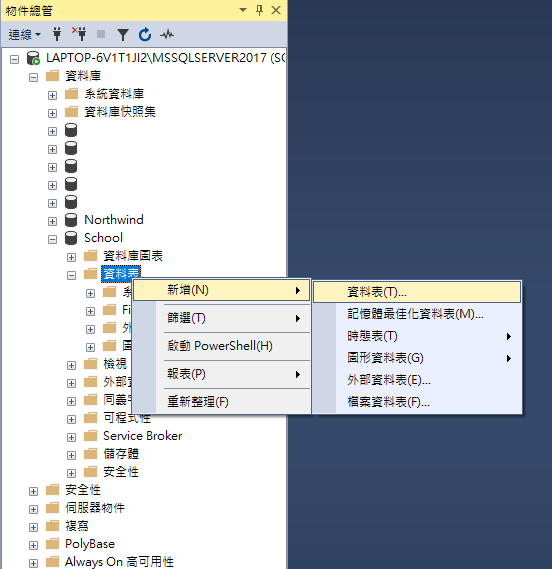 物件總管
連線
LAPTOP-6V1T1JI2\MSSQLSERVER2017 (SC
資料庫
系統資料庫
資料庫快照集
Northwind
School
資料庫圖表
資料表
新增(N)
資料表(T)...
記憶體最佳化資料表(M)...
篩選(T)
時態表(T)
啟動 PowerShell(H)
圖形資料表(G)
報表(P)
外部資料表(E)...
重新整理(F)
檔案資料表(F)...
系
Fi
外
圖
檢視
外部資
同義字
可程式性
Service Broker
儲存體
安全性
安全性
伺服器物件
複寫
PolyBase
Always On 高可用性